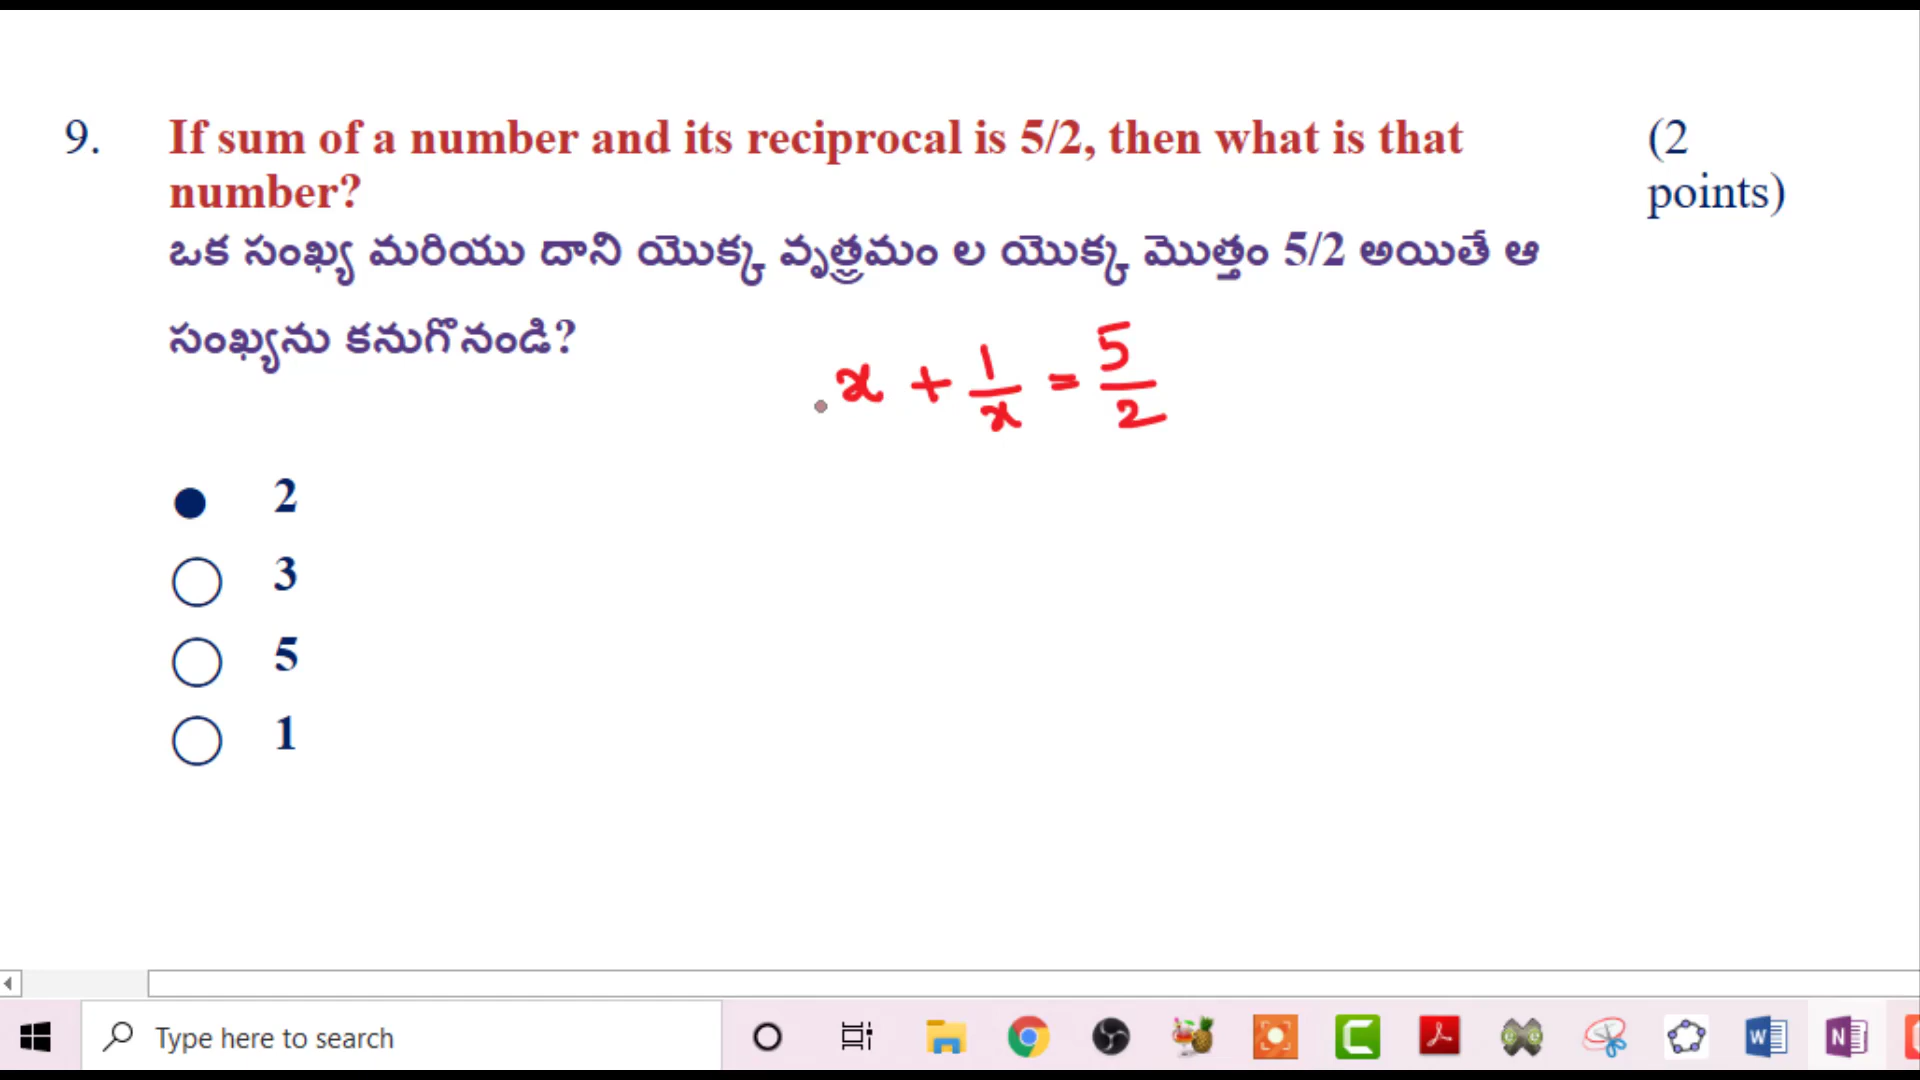 9. If sum of a number and its reciprocal is 5/2, then what is that (2
number? points)
ఒక సంఖ్య మరియు దాని యొక్క వృత్త్రమం ల యొక్క మొత్తం 5/2 అయితే ఆ
సంఖ్యను కనుగొనండి?
x + 1/x = 5/2
2
3
5
1
Type here to search